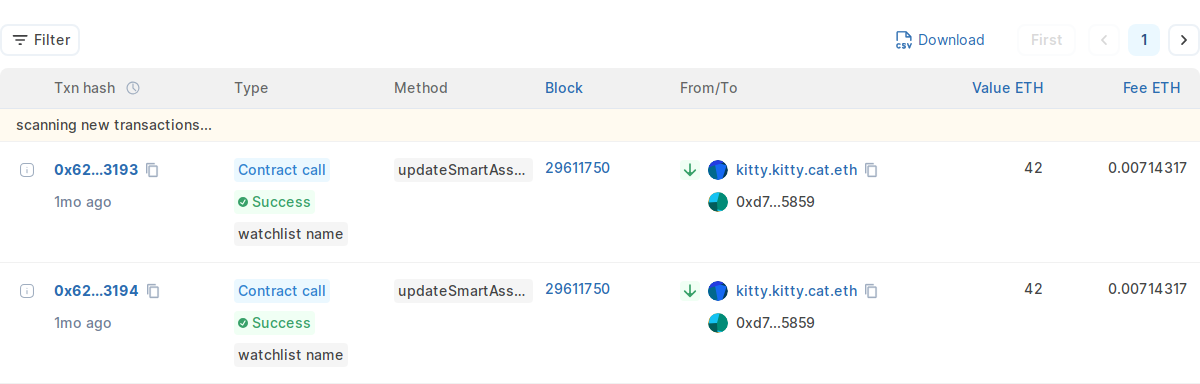 Filter
CSV Download First 1
Txn hash Type Method Block From/To Value ETH Fee ETH
scanning new transactions...
0x62...3193 Contract call updateSmartAss... 29611750 kitty.kitty.cat.eth 42 0.00714317
1mo ago Success 0xd7...5859
watchlist name
0x62...3194 Contract call updateSmartAss... 29611750 kitty.kitty.cat.eth 42 0.00714317
1mo ago Success 0xd7...5859
watchlist name